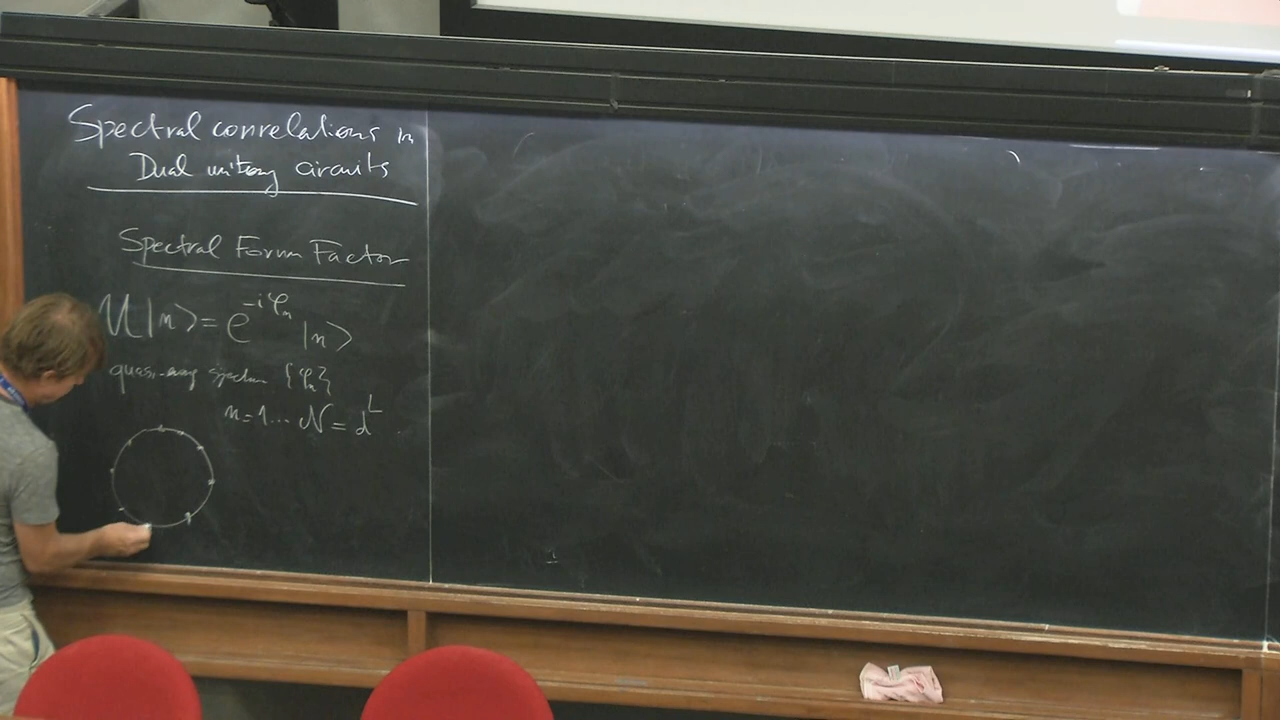 Spectral correlations in
Dual unitary circuits
Spectral Form Factor
U|n> = e^{-iφ_n} |n>
quasi-energy spectrum {φ_n}
n=1... N = d^L